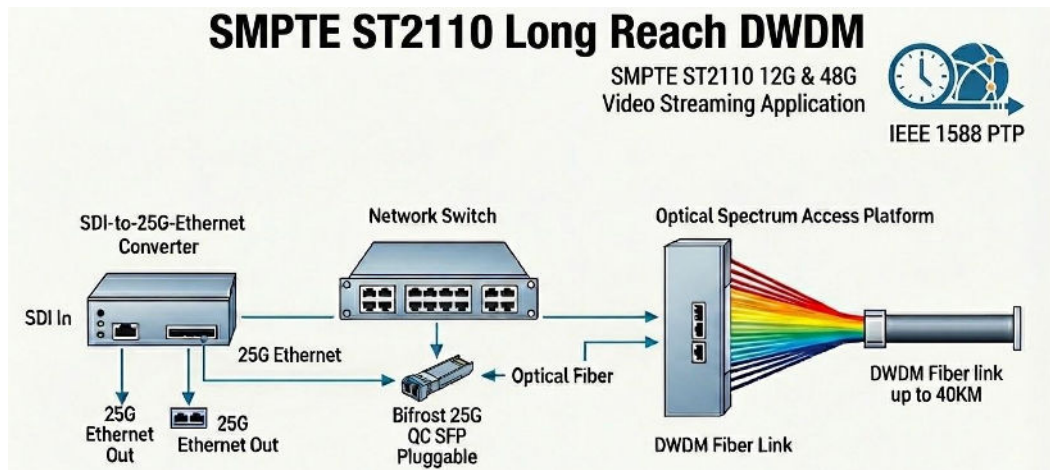 SMPTE ST2110 Long Reach DWDM
SMPTE ST2110 12G & 48G
Video Streaming Application
IEEE 1588 PTP
SDI-to-25G-Ethernet
Converter
Network Switch
Optical Spectrum Access Platform
SDI In
25G Ethernet
Optical Fiber
25G
Ethernet
Out
25G
Ethernet Out
Bifrost 25G
QC SFP
Pluggable
DWDM Fiber Link
DWDM Fiber link
up to 40KM